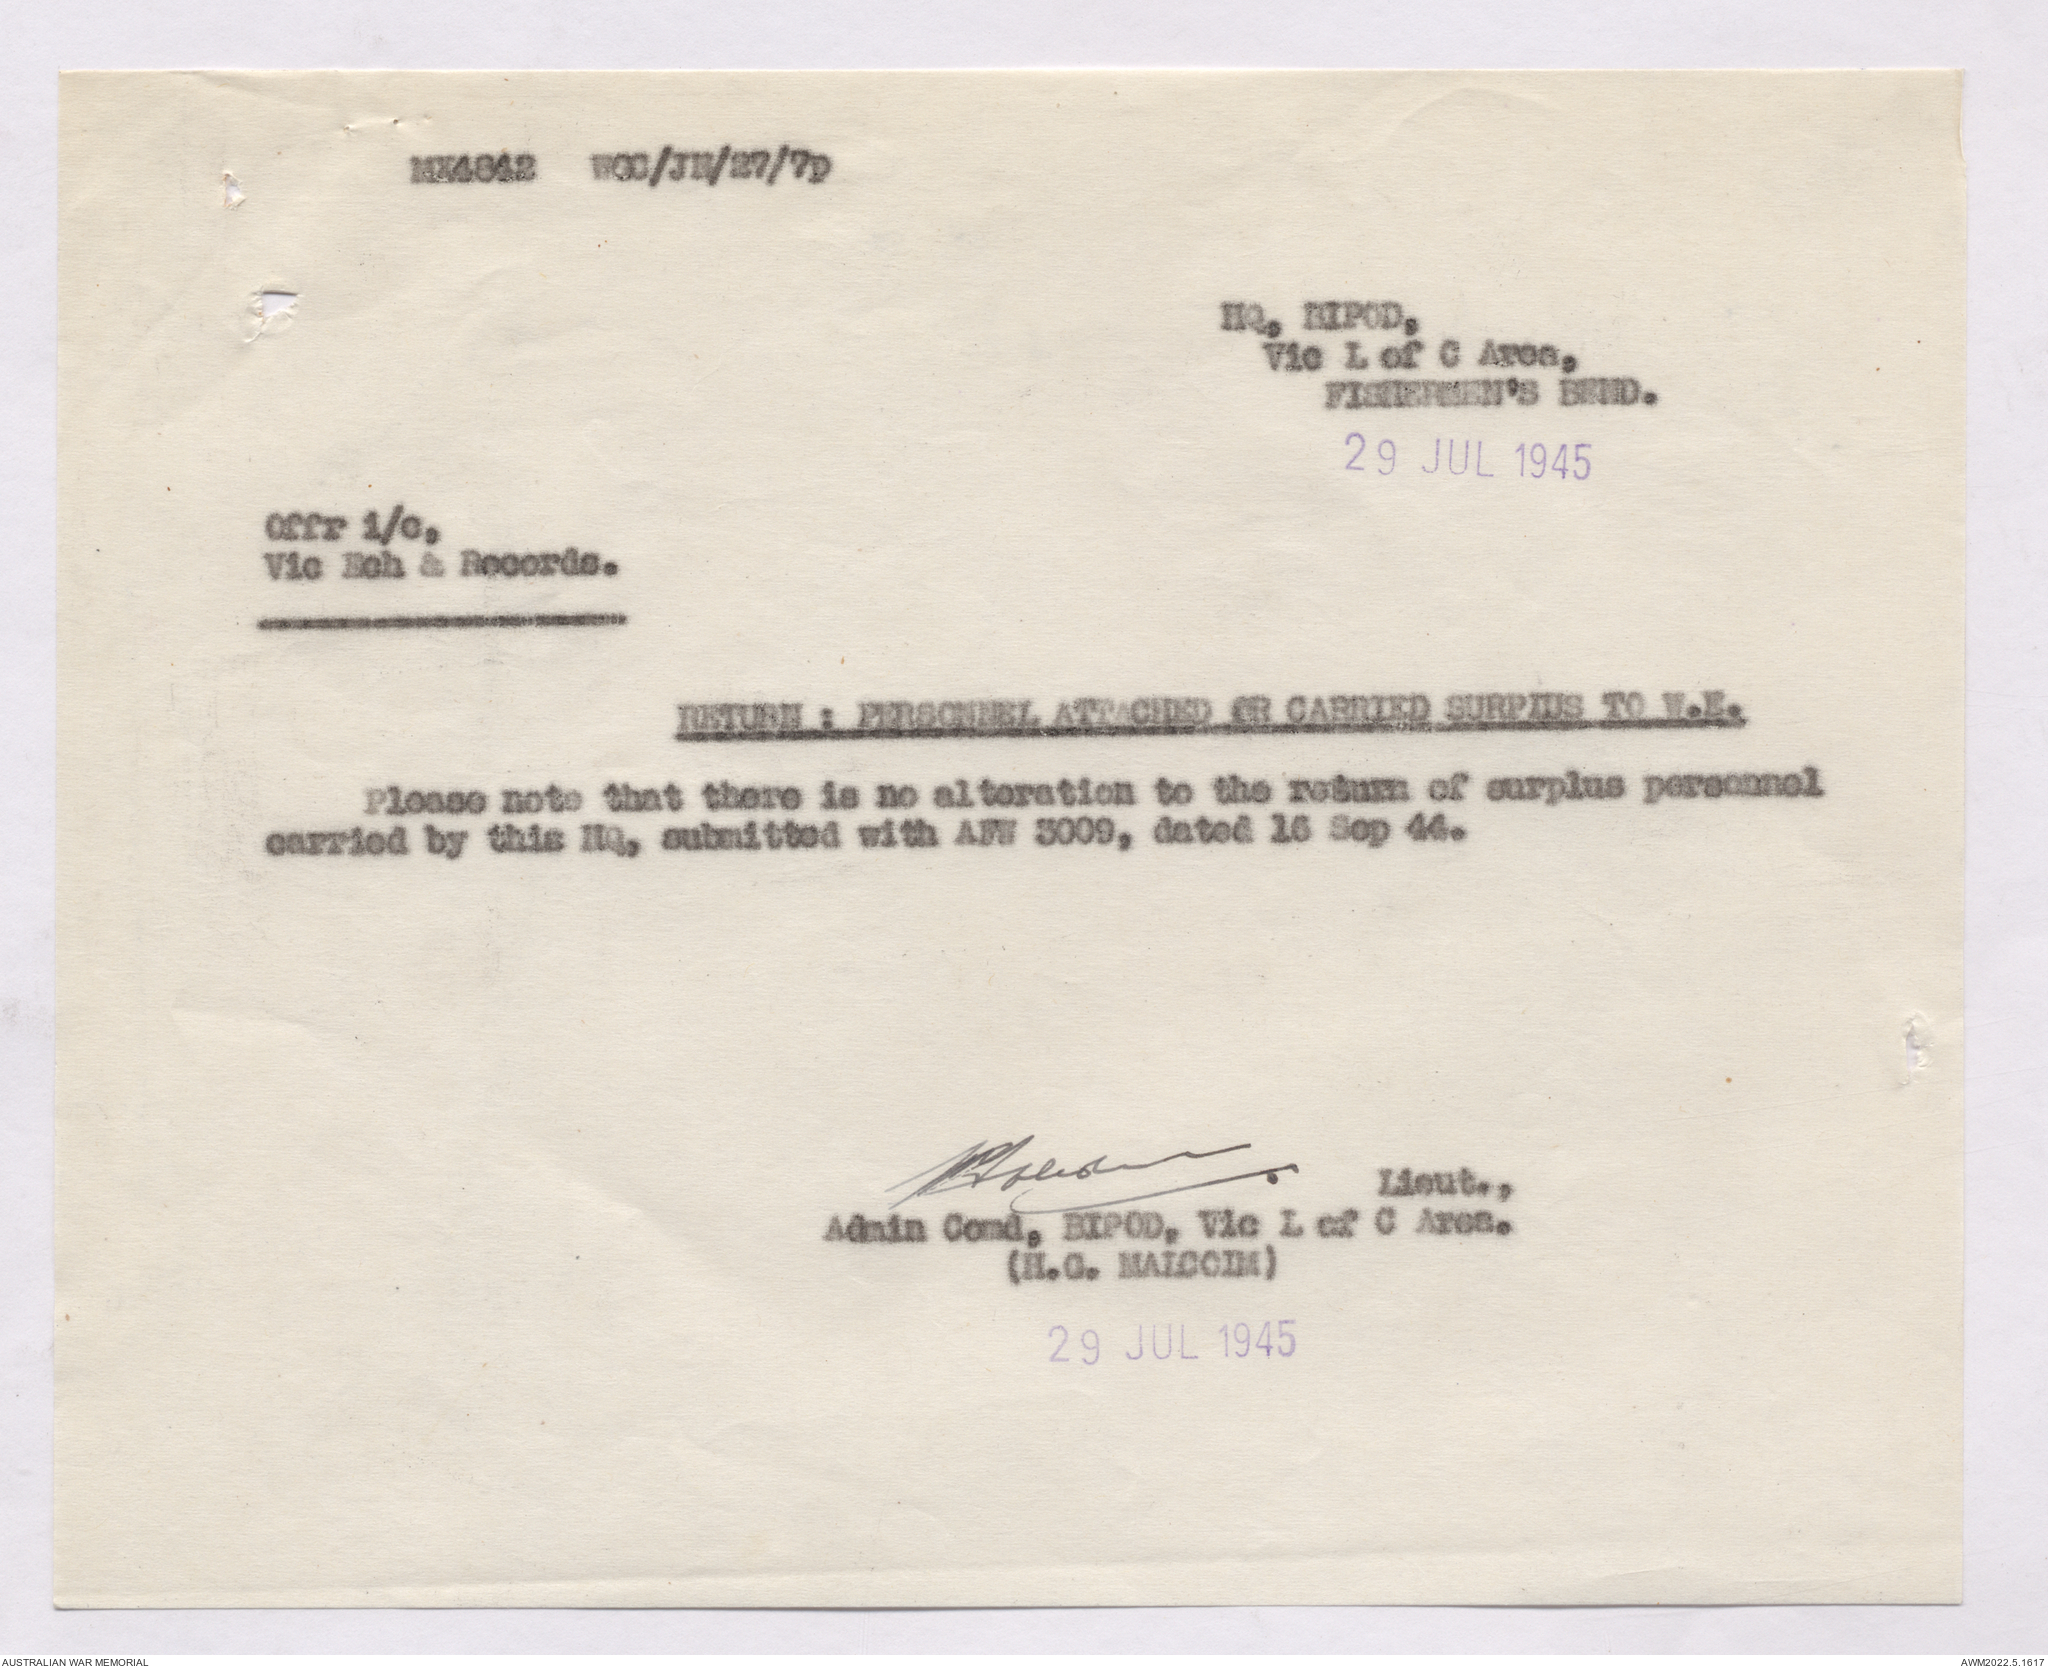 MX4842 WGC/JB/27/7p
HQ, BIPOD,
Vic L of C Area,
FISHERMEN'S BEND.
29 JUL 1945
Offr i/c,
Vic Ech & Records.
RETURN : PERSONNEL ATTACHED OR CARRIED SURPLUS TO W.E.
Please note that there is no alteration to the return of surplus personnel
carried by this HQ, submitted with AFW 3009, dated 16 Sep 44.
Lieut.,
Admin Comd, BIPOD, Vic L of C Area.
(H.G. MALCOLM)
29 JUL 1945
AUSTRALIAN WAR MEMORIAL
AWM2022.5.1617